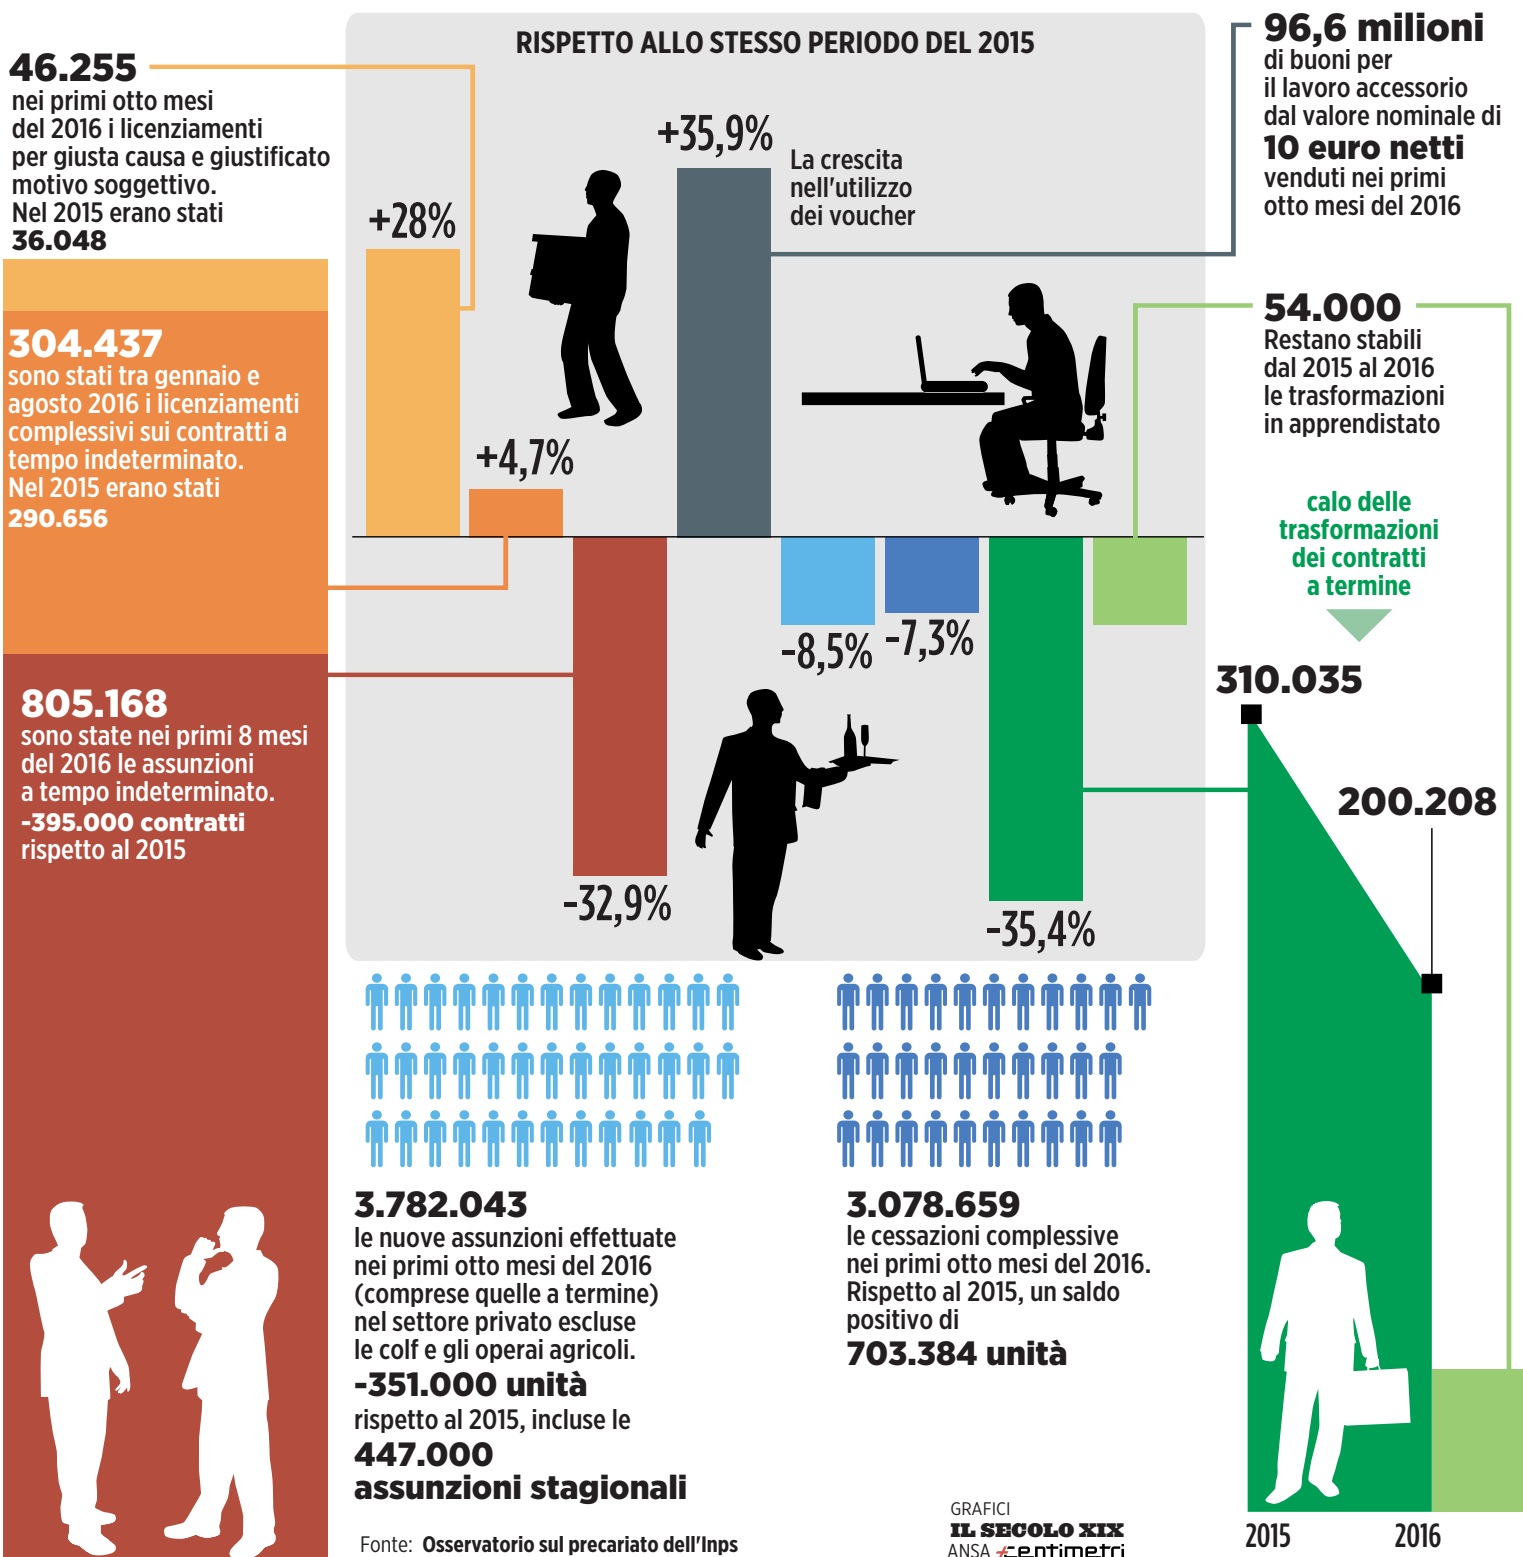 RISPETTO ALLO STESSO PERIODO DEL 2015
46.255
nei primi otto mesi
del 2016 i licenziamenti
per giusta causa e giustificato
motivo soggettivo.
Nel 2015 erano stati
36.048
304.437
sono stati tra gennaio e
agosto 2016 i licenziamenti
complessivi sui contratti a
tempo indeterminato.
Nel 2015 erano stati
290.656
805.168
sono state nei primi 8 mesi
del 2016 le assunzioni
a tempo indeterminato.
-395.000 contratti
rispetto al 2015
+28%
+4,7%
-32,9%
+35,9%
La crescita
nell'utilizzo
dei voucher
-8,5%
-7,3%
-35,4%
96,6 milioni
di buoni per
il lavoro accessorio
dal valore nominale di
10 euro netti
venduti nei primi
otto mesi del 2016
54.000
Restano stabili
dal 2015 al 2016
le trasformazioni
in apprendistato
calo delle
trasformazioni
dei contratti
a termine
310.035
200.208
2015
2016
3.782.043
le nuove assunzioni effettuate
nei primi otto mesi del 2016
(comprese quelle a termine)
nel settore privato escluse
le colf e gli operai agricoli.
-351.000 unità
rispetto al 2015, incluse le
447.000
assunzioni stagionali
3.078.659
le cessazioni complessive
nei primi otto mesi del 2016.
Rispetto al 2015, un saldo
positivo di
703.384 unità
Fonte: Osservatorio sul precariato dell'Inps
GRAFICI
IL SECOLO XIX
ANSA centimetri